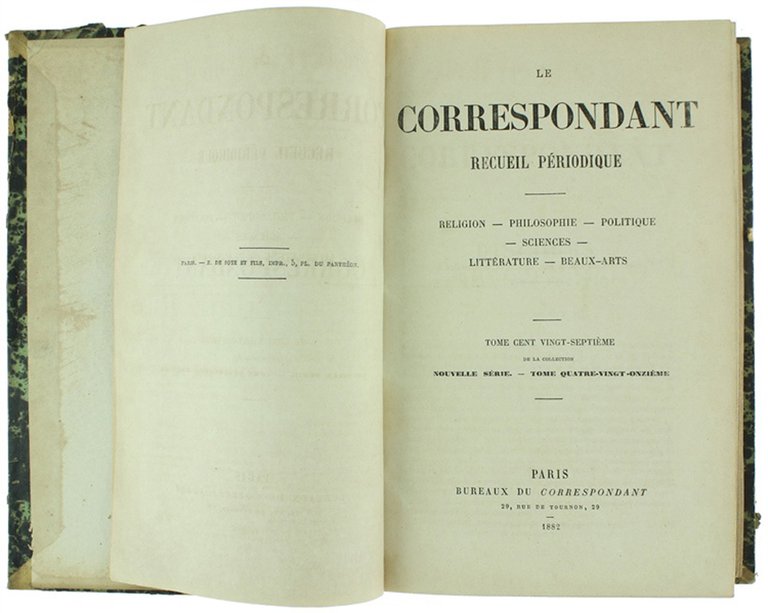 PARIS. — E. DE SOYE ET FILS, IMPR., 5, PL. DU PANTHÉON.
LE
CORRESPONDANT
RECUEIL PÉRIODIQUE
RELIGION — PHILOSOPHIE — POLITIQUE
— SCIENCES —
LITTÉRATURE — BEAUX-ARTS
TOME CENT VINGT-SEPTIÈME
DE LA COLLECTION
NOUVELLE SÉRIE. — TOME QUATRE-VINGT-ONZIÈME
PARIS
BUREAUX DU CORRESPONDANT
29, RUE DE TOURNON, 29
1882